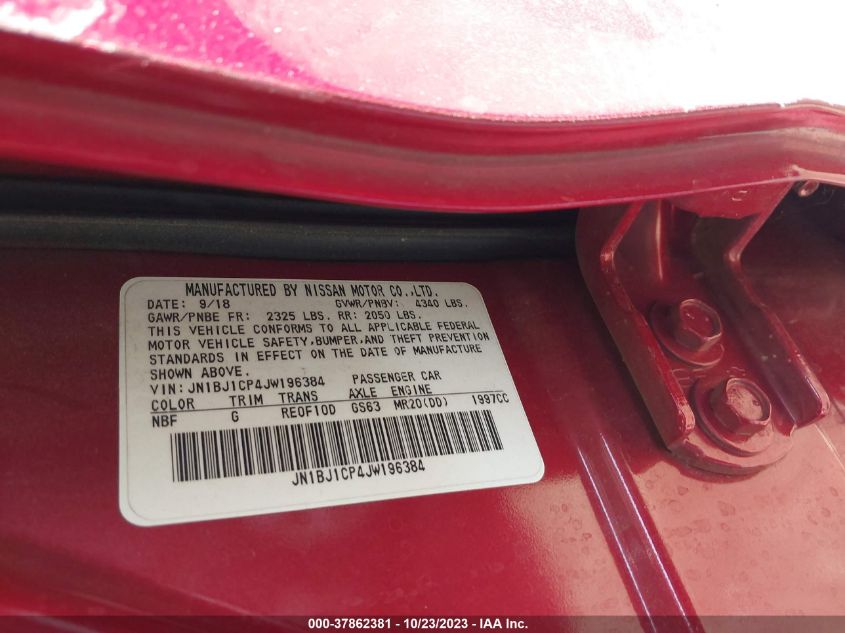 MANUFACTURED BY NISSAN MOTOR CO.,LTD.
DATE: 9/18 GVWR/PNBV: 4340 LBS.
GAWR/PNBE FR: 2325 LBS. RR: 2050 LBS.
THIS VEHICLE CONFORMS TO ALL APPLICABLE FEDERAL
MOTOR VEHICLE SAFETY,BUMPER,AND THEFT PREVENTION
STANDARDS IN EFFECT ON THE DATE OF MANUFACTURE
SHOWN ABOVE.
VIN: JN1BJ1CP4JW196384 PASSENGER CAR
COLOR TRIM TRANS AXLE ENGINE
NBF G RE0F10D GS63 MR20(DD) 1997CC
JN1BJ1CP4JW196384
000-37862381 - 10/23/2023 - IAA Inc.